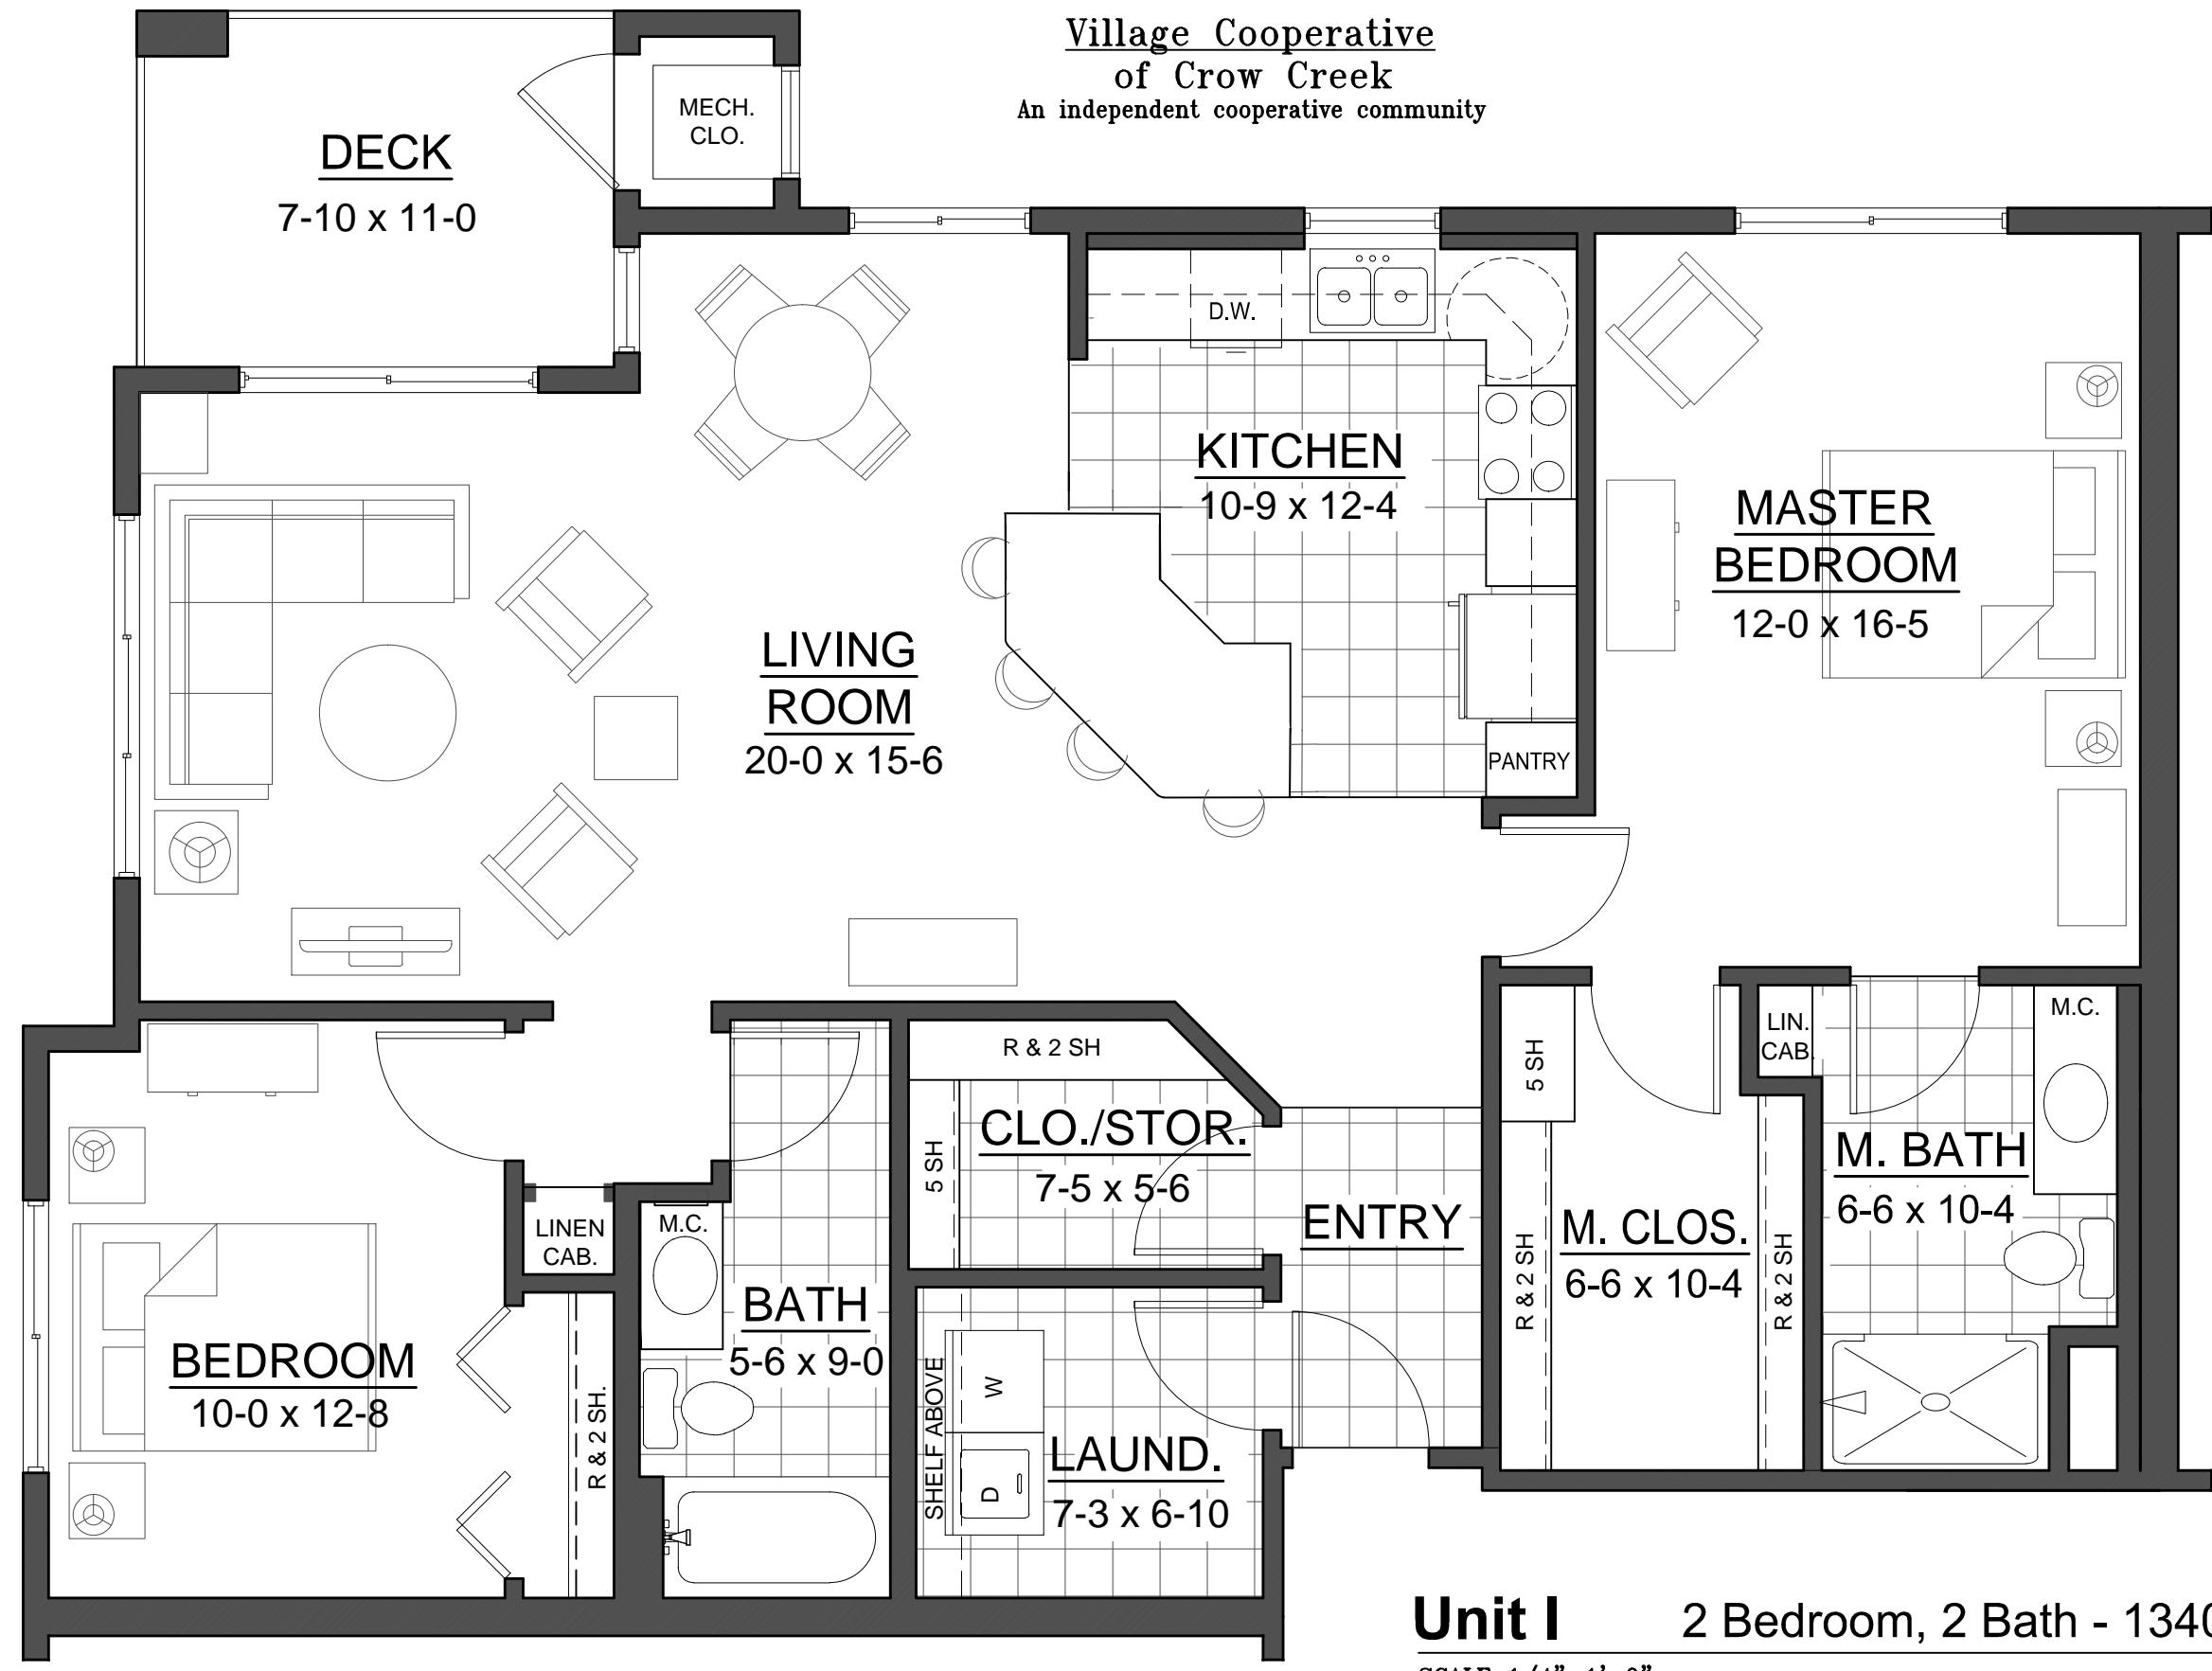 Village Cooperative
of Crow Creek
An independent cooperative community
MECH.
CLO.
DECK
7-10 x 11-0
D.W.
KITCHEN
10-9 x 12-4
MASTER
BEDROOM
12-0 x 16-5
LIVING
ROOM
20-0 x 15-6
PANTRY
R & 2 SH
5 SH
CLO./STOR.
7-5 x 5-6
ENTRY
5 SH
R & 2 SH
M. CLOS.
6-6 x 10-4
R & 2 SH
LIN.
CAB.
M.C.
M. BATH
6-6 x 10-4
LINEN
CAB.
M.C.
BATH
5-6 x 9-0
BEDROOM
10-0 x 12-8
R & 2 SH.
SHELF ABOVE
W
D
LAUND.
7-3 x 6-10
Unit I
2 Bedroom, 2 Bath - 1340